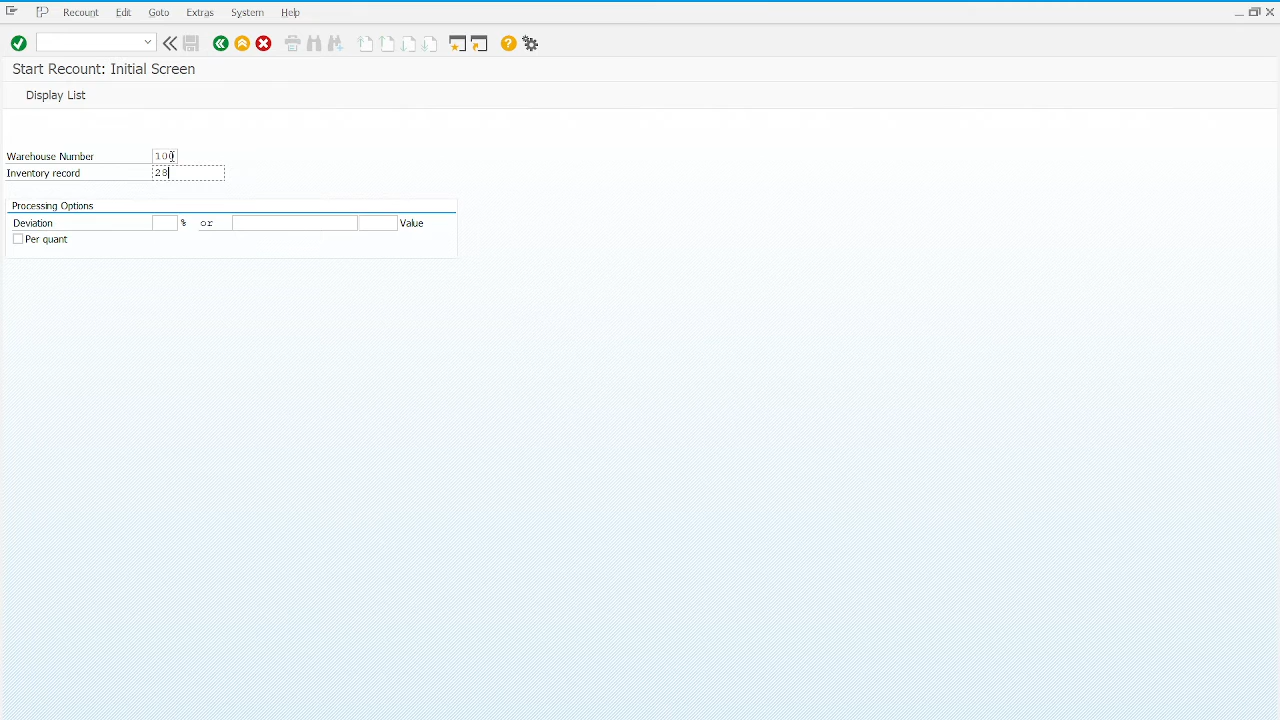 Recount Edit Goto Extras System Help
Start Recount: Initial Screen
Display List
Warehouse Number 100
Inventory record 28
Processing Options
Deviation % or Value
Per quant